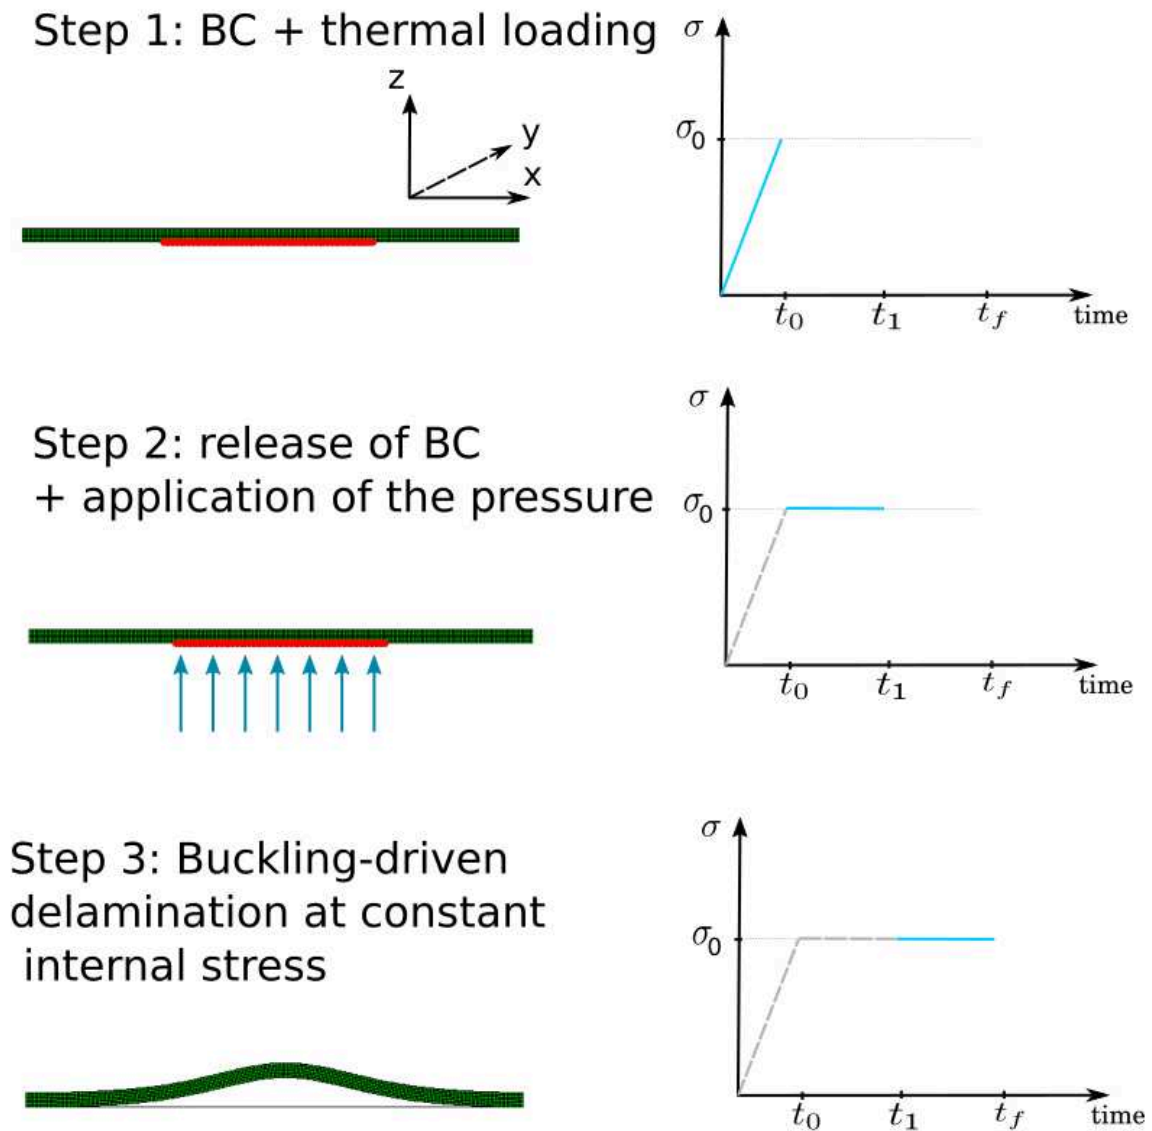 Step 1: BC + thermal loading
z
y
x
σ
σ0
t0
t1
tf
time
Step 2: release of BC
+ application of the pressure
σ
σ0
t0
t1
tf
time
Step 3: Buckling-driven
delamination at constant
internal stress
σ
σ0
t0
t1
tf
time